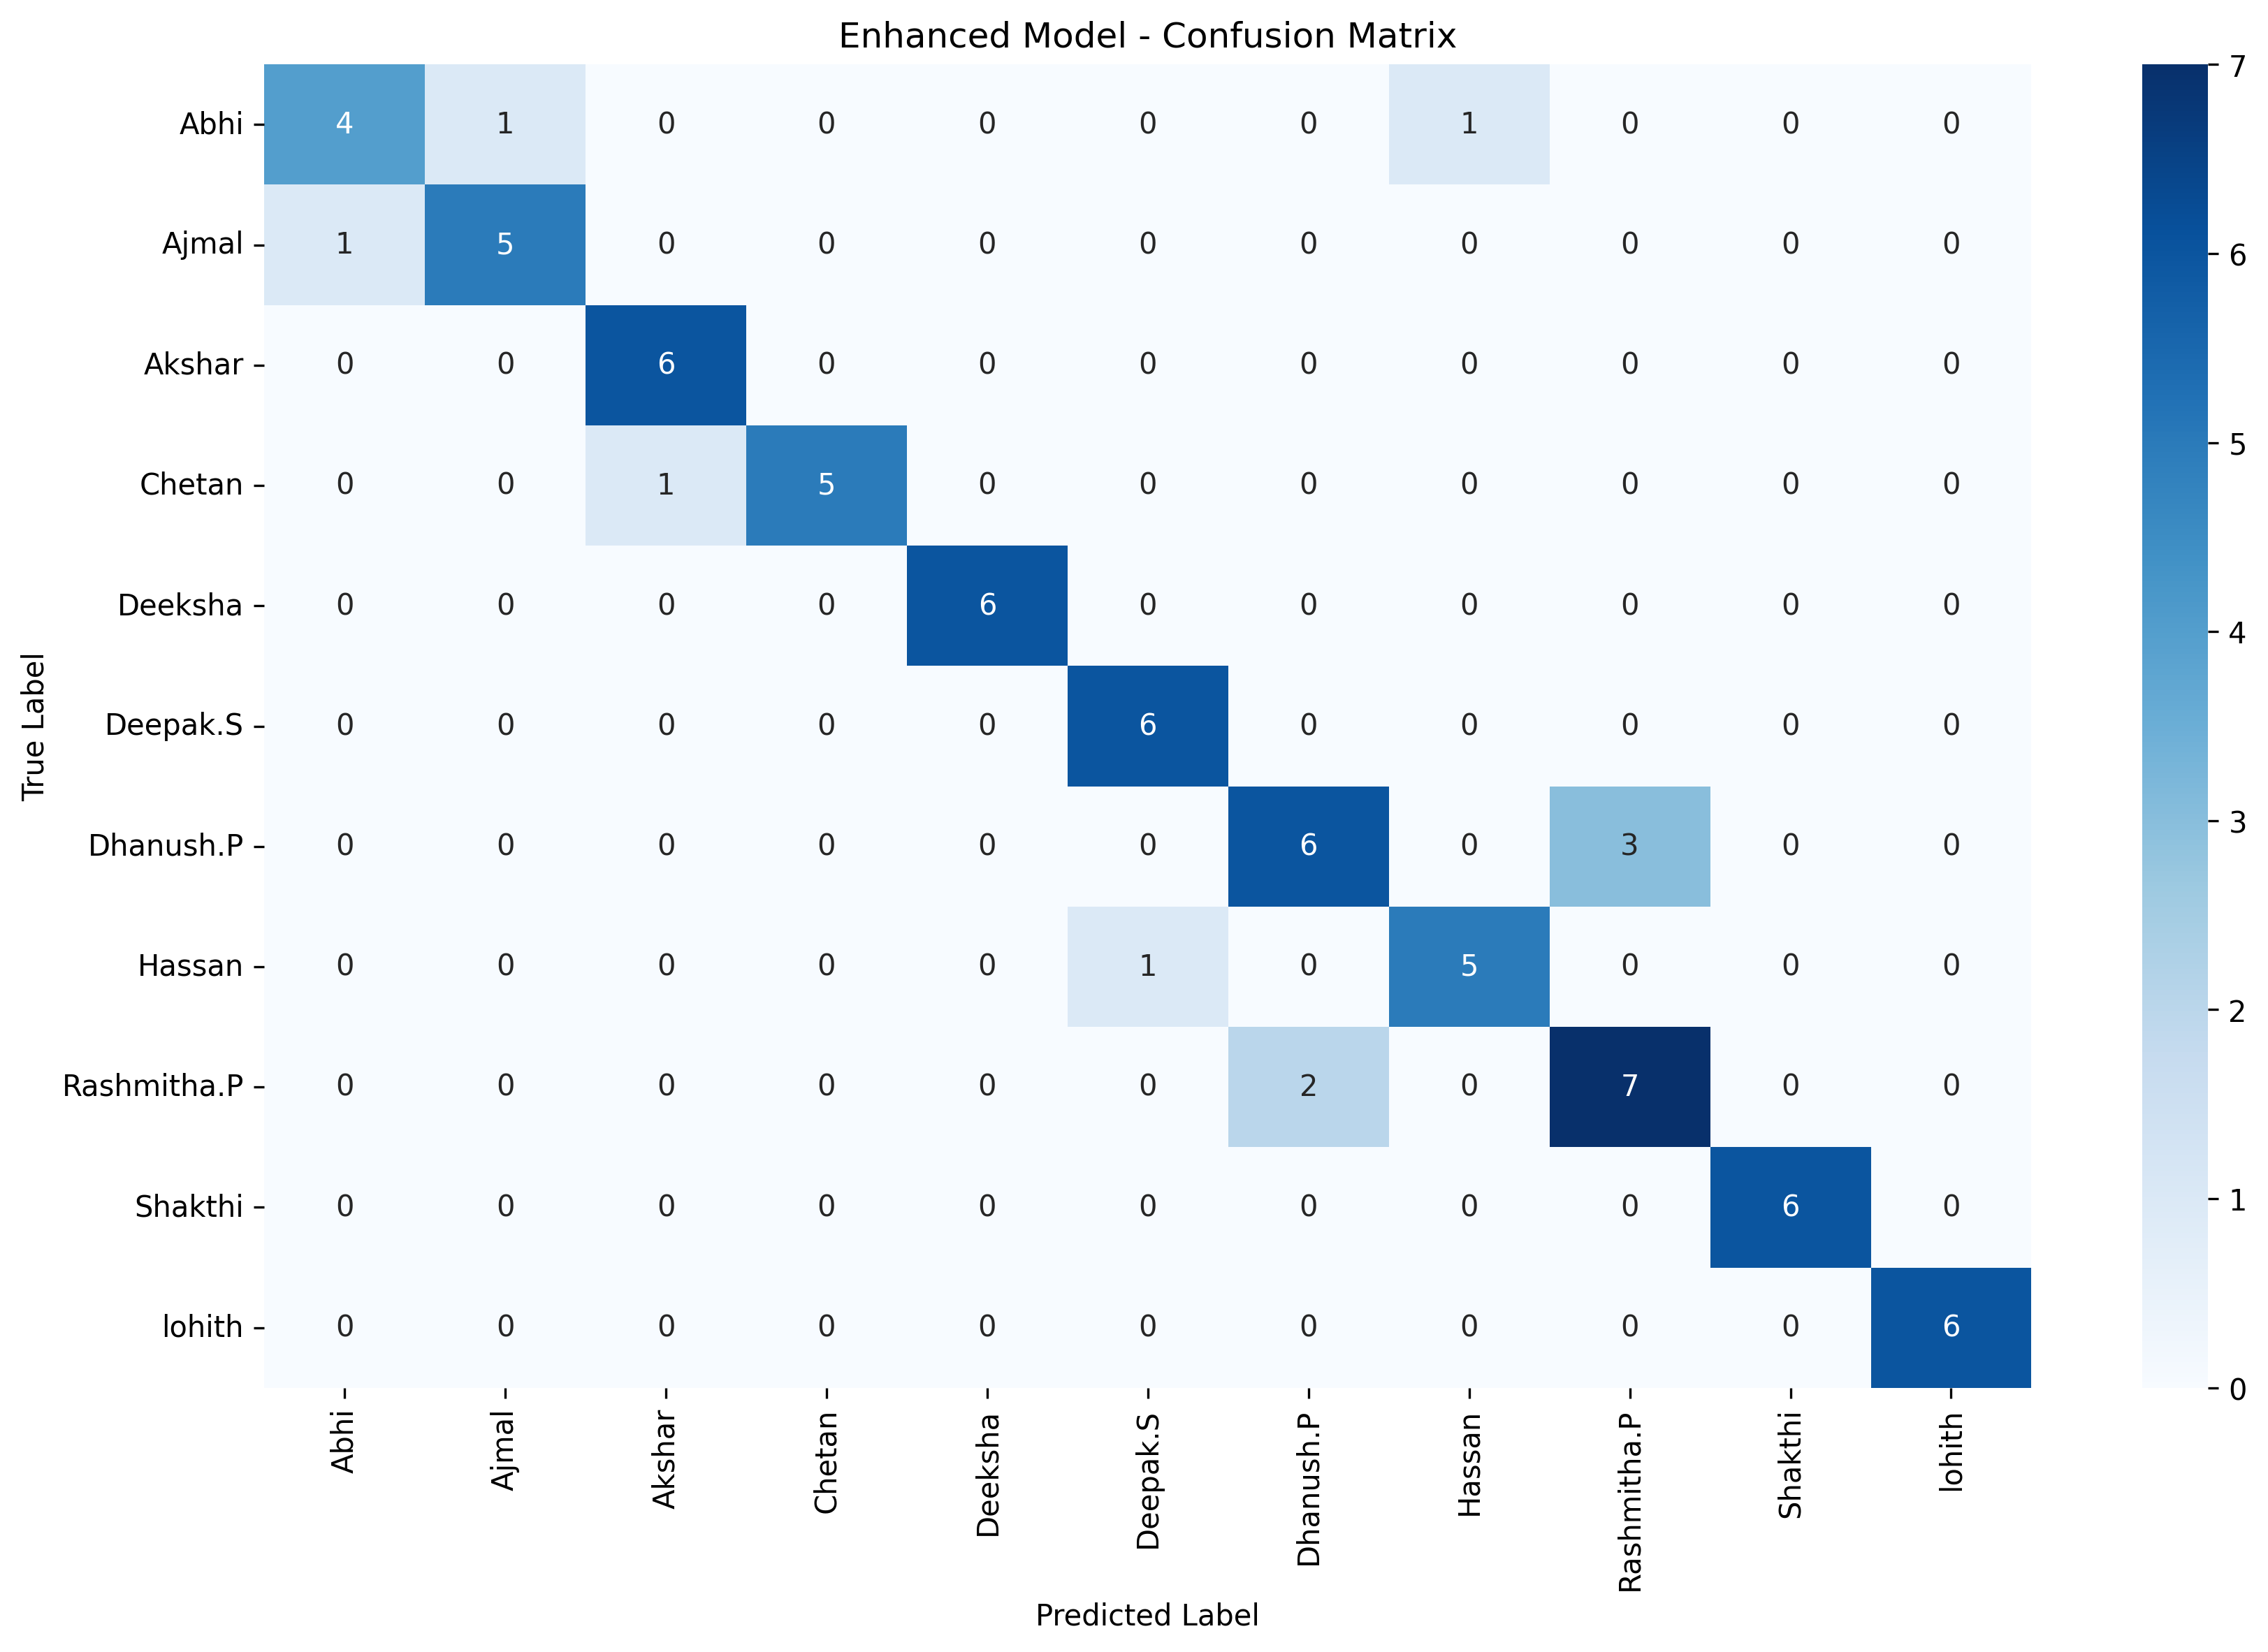 Enhanced Model - Confusion Matrix
Abhi 4 1 0 0 0 0 0 1 0 0 0
Ajmal 1 5 0 0 0 0 0 0 0 0 0
Akshar 0 0 6 0 0 0 0 0 0 0 0
Chetan 0 0 1 5 0 0 0 0 0 0 0
Deeksha 0 0 0 0 6 0 0 0 0 0 0
Deepak.S 0 0 0 0 0 6 0 0 0 0 0
Dhanush.P 0 0 0 0 0 0 6 0 3 0 0
Hassan 0 0 0 0 0 1 0 5 0 0 0
Rashmitha.P 0 0 0 0 0 0 2 0 7 0 0
Shakthi 0 0 0 0 0 0 0 0 0 6 0
lohith 0 0 0 0 0 0 0 0 0 0 6
True Label
Abhi Ajmal Akshar Chetan Deeksha Deepak.S Dhanush.P Hassan Rashmitha.P Shakthi lohith
Predicted Label
7
6
5
4
3
2
1
0